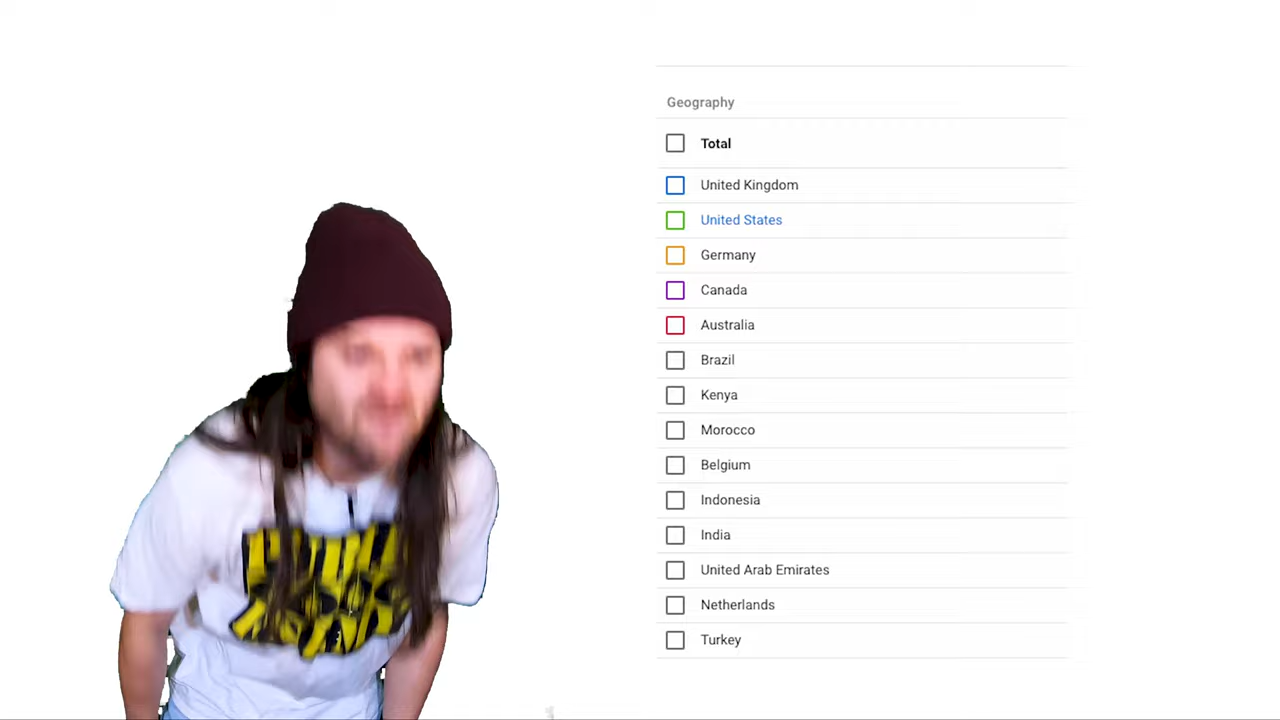 Geography
Total
United Kingdom
United States
Germany
Canada
Australia
Brazil
Kenya
Morocco
Belgium
Indonesia
India
United Arab Emirates
Netherlands
Turkey